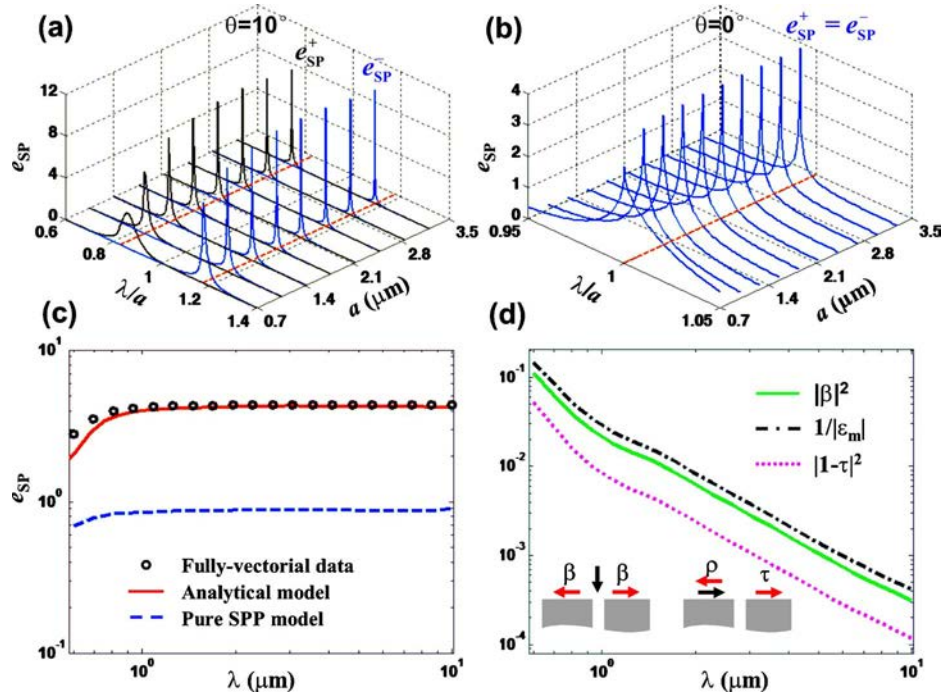 (a)
θ=10°
e⁺SP
e⁻SP
12
8
4
0
eSP
0.6
0.8
1
1.2
1.4
λ/a
0.7
1.4
2.1
2.8
3.5
a (μm)
(b)
θ=0°
e⁺SP = e⁻SP
4
3
2
1
0
eSP
0.95
1
1.05
λ/a
0.7
1.4
2.1
2.8
3.5
a (μm)
(c)
10¹
10⁰
10⁻¹
eSP
Fully-vectorial data
Analytical model
Pure SPP model
10⁰
10¹
λ (μm)
(d)
10⁻¹
10⁻²
10⁻³
10⁻⁴
|β|²
1/|εm|
|1-τ|²
β
β
ρ
τ
10⁰
10¹
λ (μm)